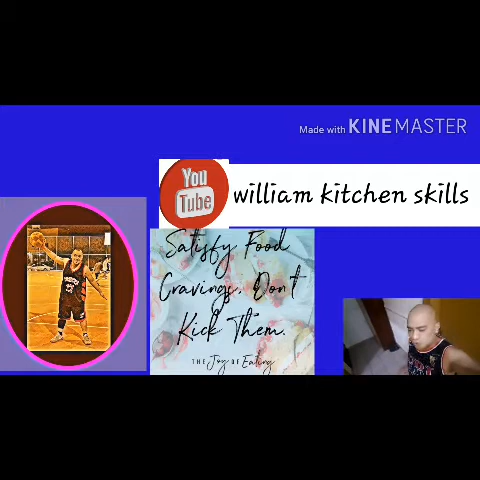 Made with KINEMASTER
You
Tube
william kitchen skills
Satisfy Food
Cravings. Don't
Kick Them.
THE Joy OF Eating